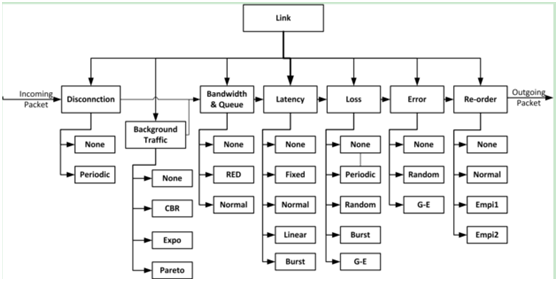 Link
Incoming
Packet
Disconnction
Background
Traffic
Bandwidth
& Queue
Latency
Loss
Error
Re-order
Outgoing
Packet
None
Periodic
None
CBR
Expo
Pareto
None
RED
Normal
None
Fixed
Normal
Linear
Burst
None
Periodic
Random
Burst
G-E
None
Random
G-E
None
Normal
Empi1
Empi2